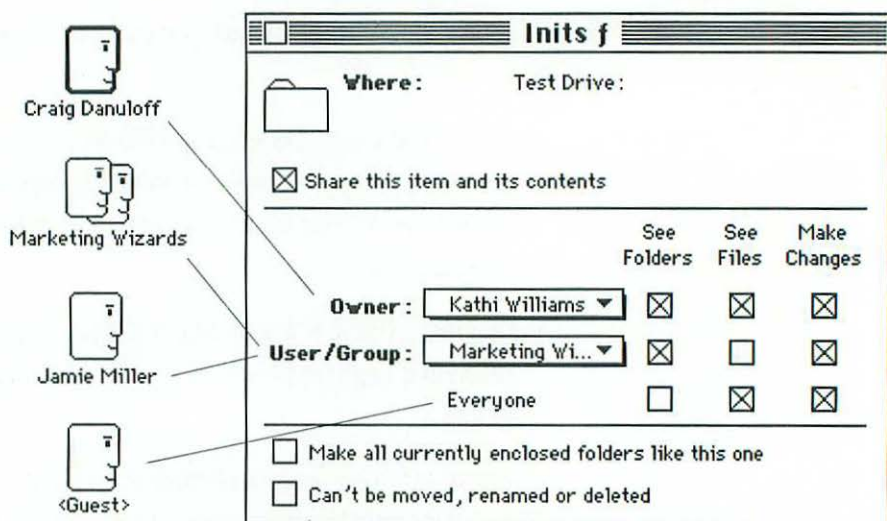 Craig Danuloff
Marketing Wizards
Jamie Miller
<Guest>
Inits ƒ
Where: Test Drive:
Share this item and its contents
See See Make
Folders Files Changes
Owner: Kathi Williams
User/Group: Marketing Wi...
Everyone
Make all currently enclosed folders like this one
Can't be moved, renamed or deleted